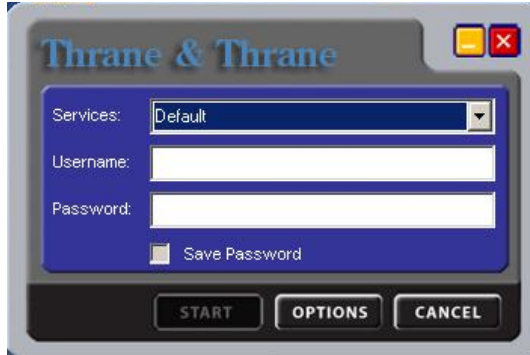 Thrane & Thrane
Services: Default
Username:
Password:
Save Password
START OPTIONS CANCEL